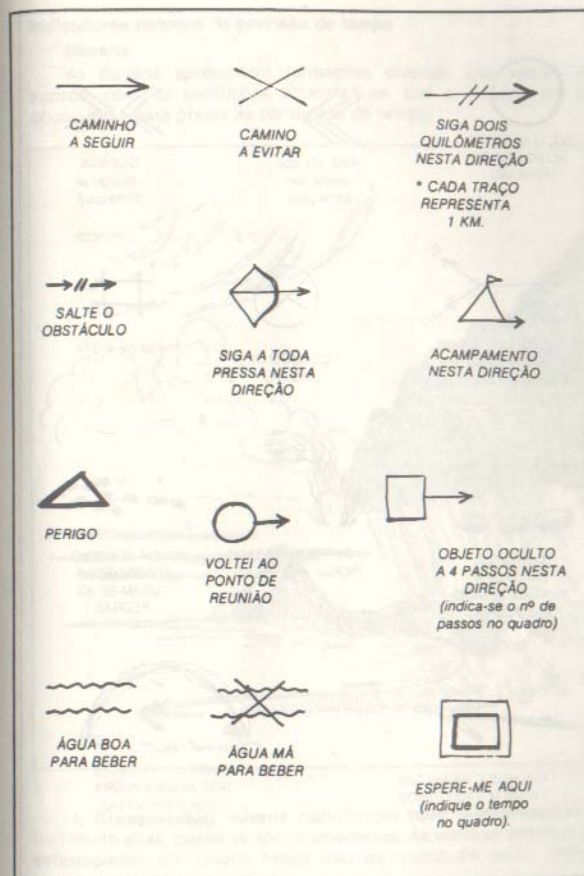 CAMINHO
A SEGUIR
CAMINO
A EVITAR
SIGA DOIS
QUILÔMETROS
NESTA DIREÇÃO
* CADA TRAÇO
REPRESENTA
1 KM.
SALTE O
OBSTÁCULO
SIGA A TODA
PRESSA NESTA
DIREÇÃO
ACAMPAMENTO
NESTA DIREÇÃO
PERIGO
VOLTEI AO
PONTO DE
REUNIÃO
OBJETO OCULTO
A 4 PASSOS NESTA
DIREÇÃO
(indica-se o nº de
passos no quadro)
ÁGUA BOA
PARA BEBER
ÁGUA MÁ
PARA BEBER
ESPERE-ME AQUI
(indique o tempo
no quadro).